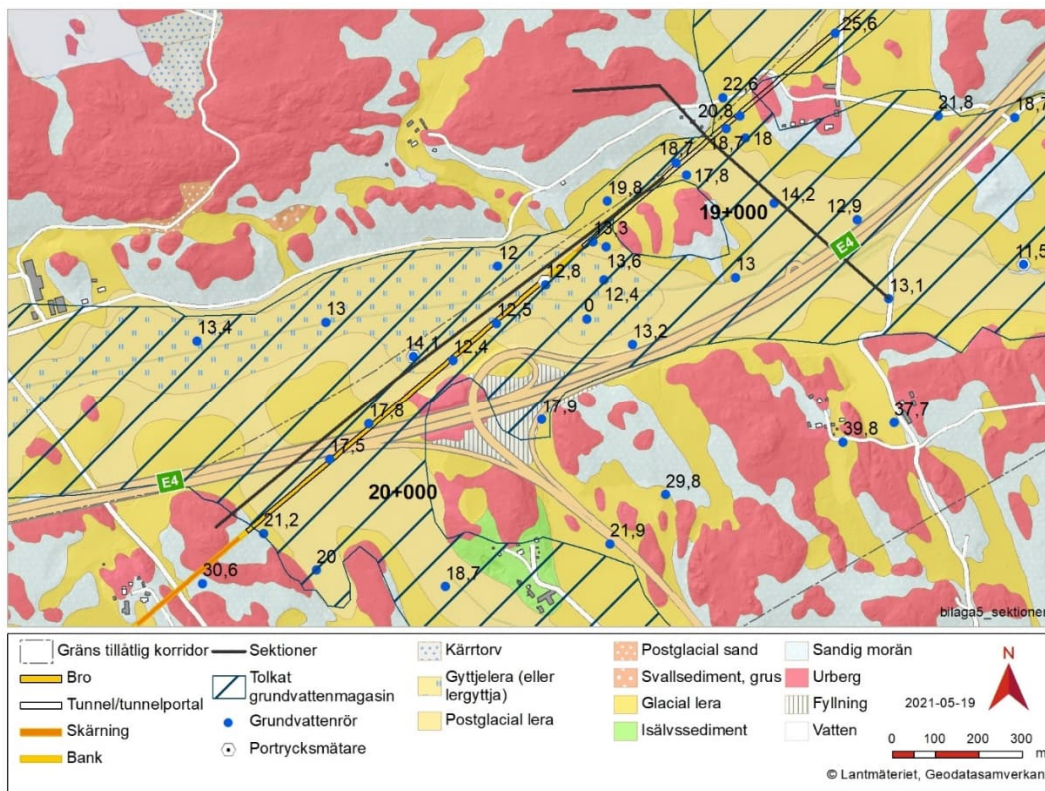 25,6
22,6
20,8
21,8
18,7
18,7
18,7
18
17,8
19,8
14,2
19+000
12,9
E4
13,3
12
13,6
11,5
12,8
13
12,4
13,1
13
0
12,5
13,4
13,2
14,1
12,4
17,9
17,8
37,7
39,8
17,5
E4
20+000
29,8
21,2
21,9
20
30,6
18,7
bilaga5_sektioner
Gräns tillåtlig korridor
Bro
Tunnel/tunnelportal
Skärning
Bank
Sektioner
Tolkat
grundvattenmagasin
Grundvattenrör
Portrycksmätare
Kärrtorv
Gyttjelera (eller
lergyttja)
Postglacial lera
Postglacial sand
Svallsediment, grus
Glacial lera
Isälvssediment
Sandig morän
Urberg
Fyllning
Vatten
N
2021-05-19
0 100 200 300
m
© Lantmäteriet, Geodatasamverkan